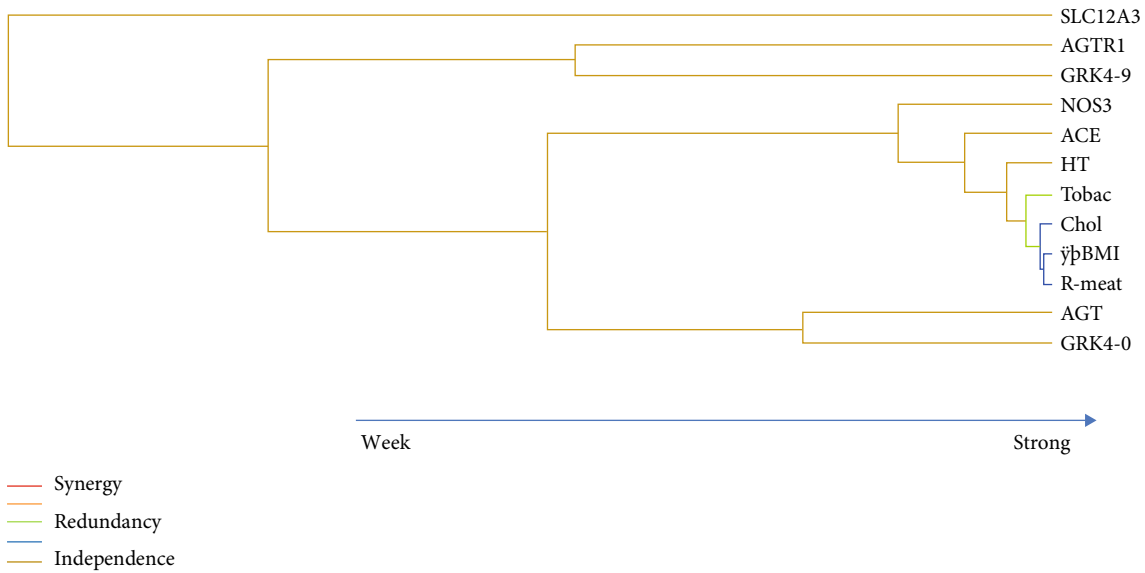 SLC12A3
AGTR1
GRK4-9
NOS3
ACE
HT
Tobac
Chol
ÿþBMI
R-meat
AGT
GRK4-0
Week
Strong
Synergy
Redundancy
Independence